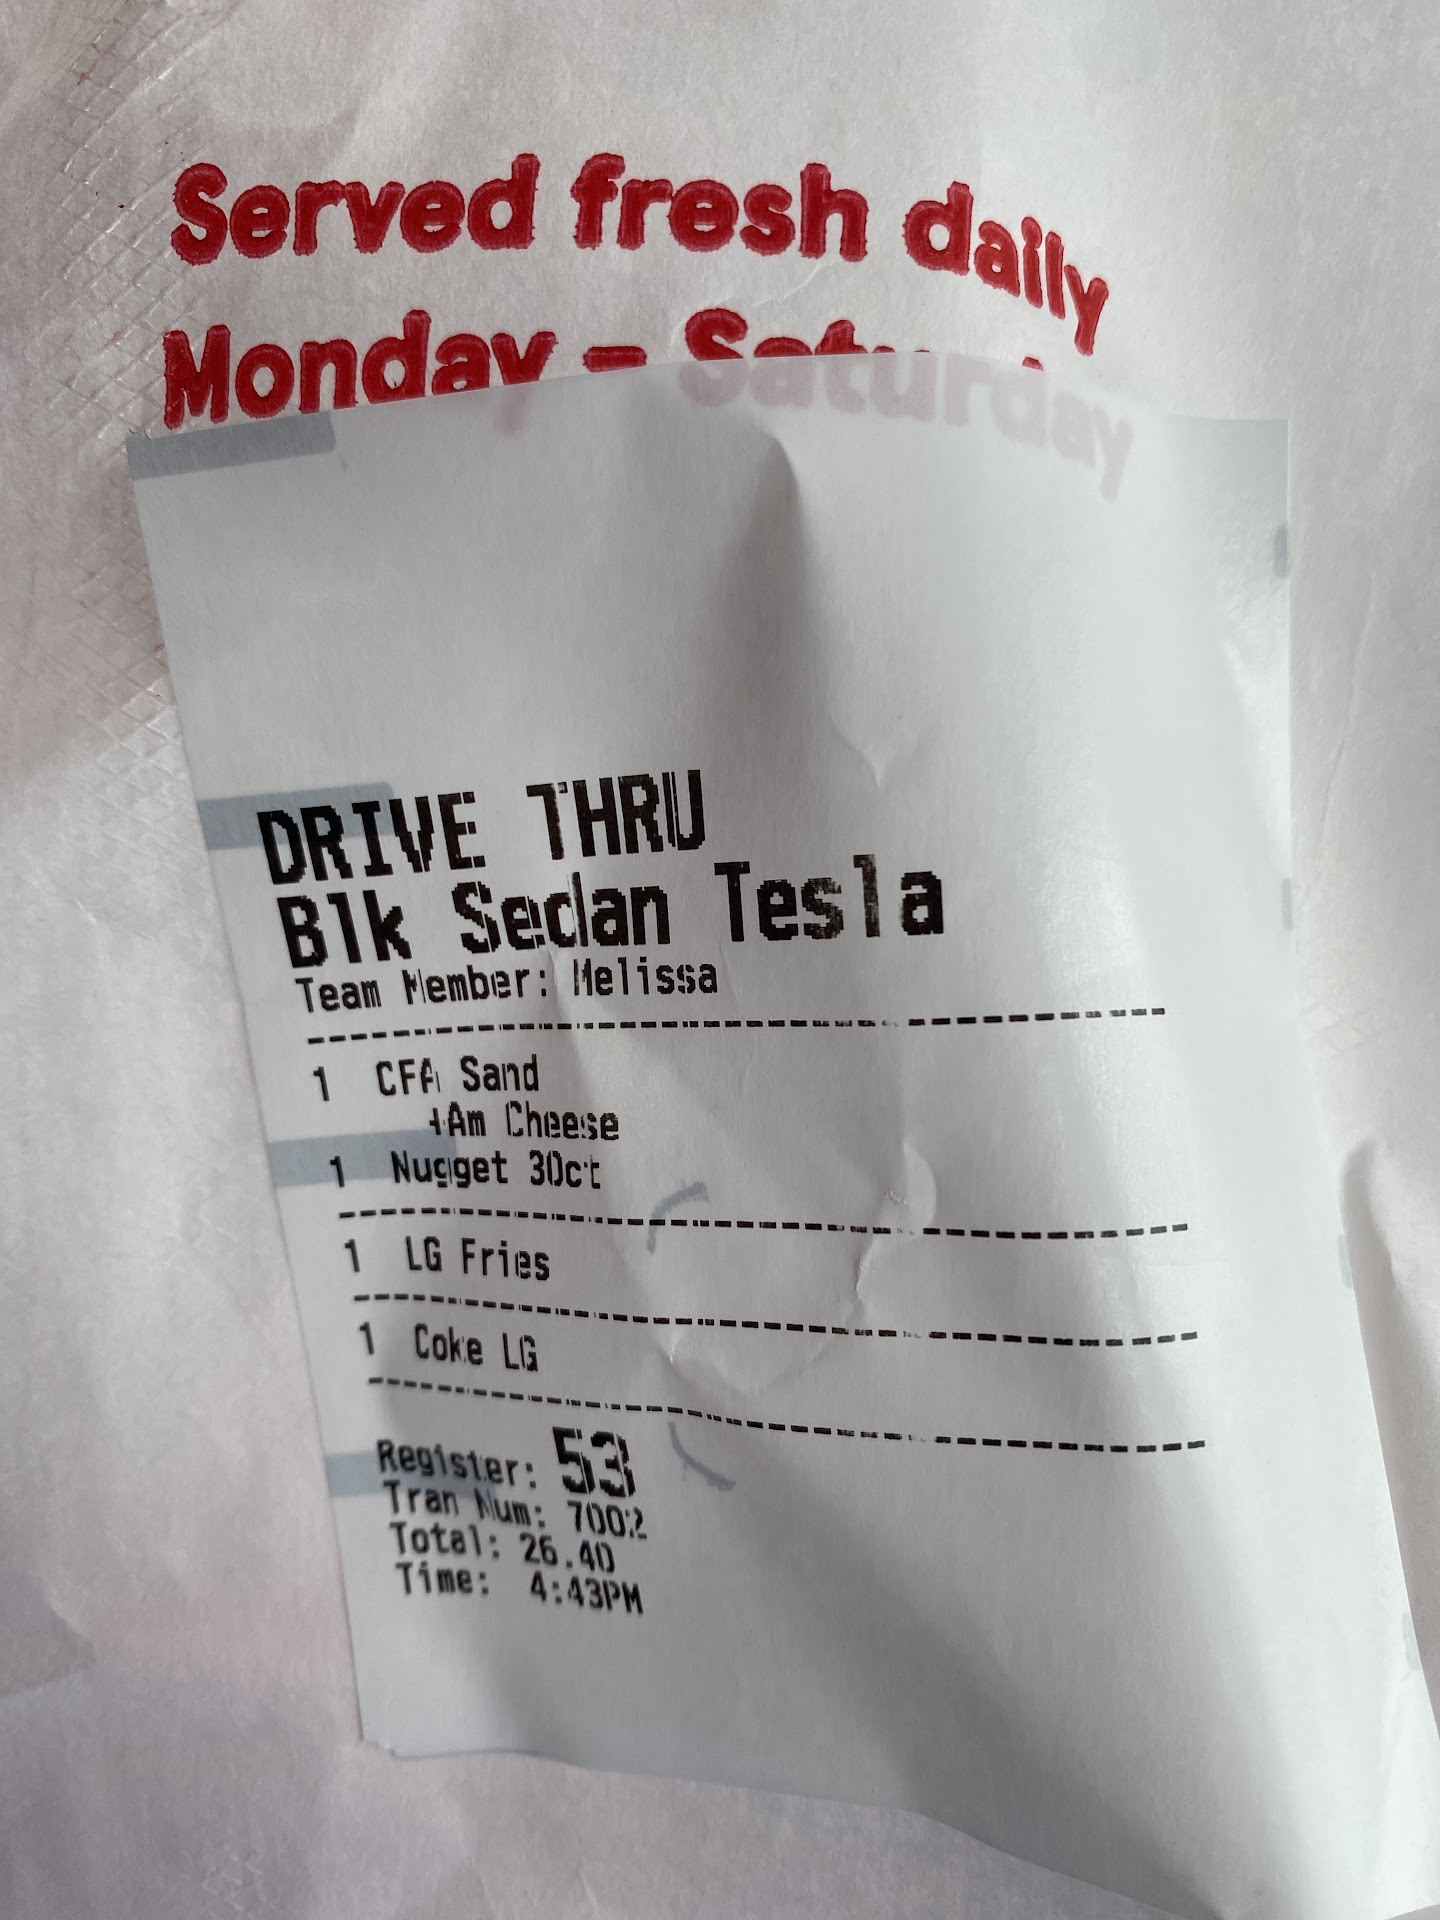 Served fresh daily
Monday - Saturday
DRIVE THRU
Blk Sedan Tesla
Team Member: Melissa
1 CFA Sand
+Am Cheese
1 Nugget 30ct
1 LG Fries
1 Coke LG
Register: 53
Tran Num: 7002
Total: 26.40
Time: 4:43PM